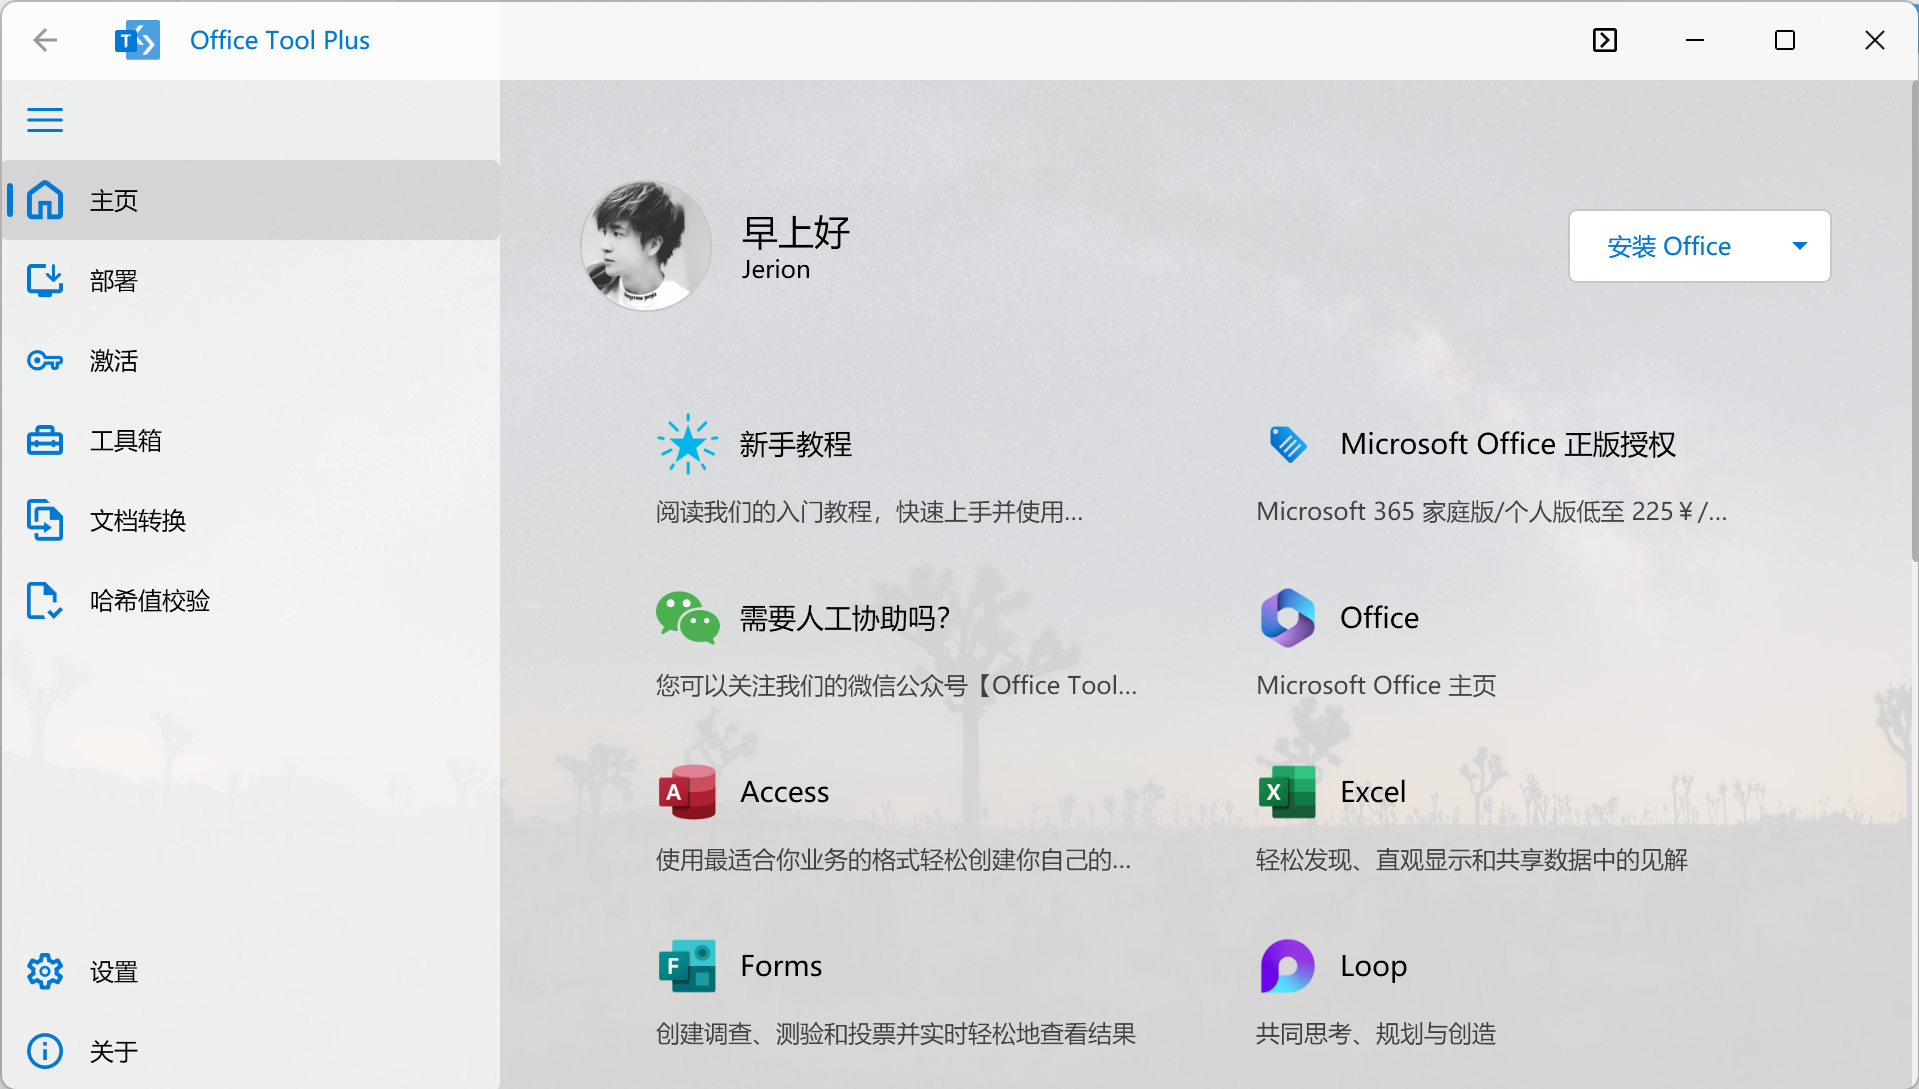 Office Tool Plus
主页
部署
激活
工具箱
文档转换
哈希值校验
设置
关于
早上好
Jerion
安装 Office
新手教程
阅读我们的入门教程，快速上手并使用...
Microsoft Office 正版授权
Microsoft 365 家庭版/个人版低至 225￥/...
需要人工协助吗？
您可以关注我们的微信公众号【Office Tool...
Office
Microsoft Office 主页
Access
使用最适合你业务的格式轻松创建你自己的...
Excel
轻松发现、直观显示和共享数据中的见解
Forms
创建调查、测验和投票并实时轻松地查看结果
Loop
共同思考、规划与创造